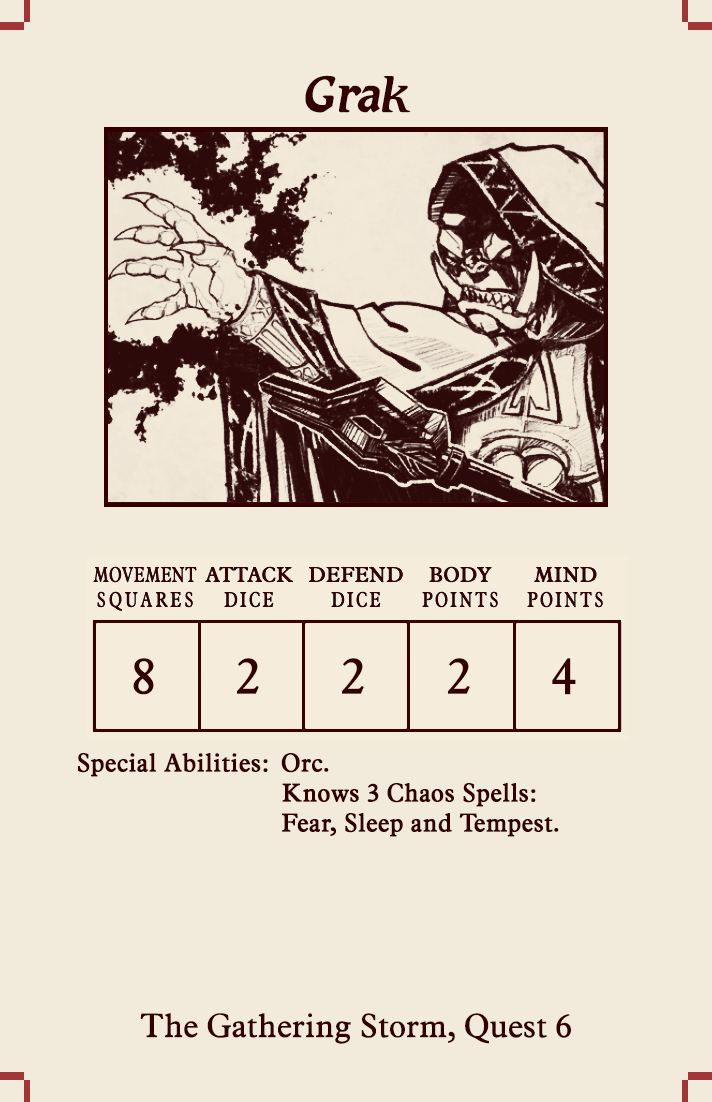 Grak
MOVEMENT SQUARES ATTACK DICE DEFEND DICE BODY POINTS MIND POINTS
8 2 2 2 4
Special Abilities: Orc.
Knows 3 Chaos Spells:
Fear, Sleep and Tempest.
The Gathering Storm, Quest 6